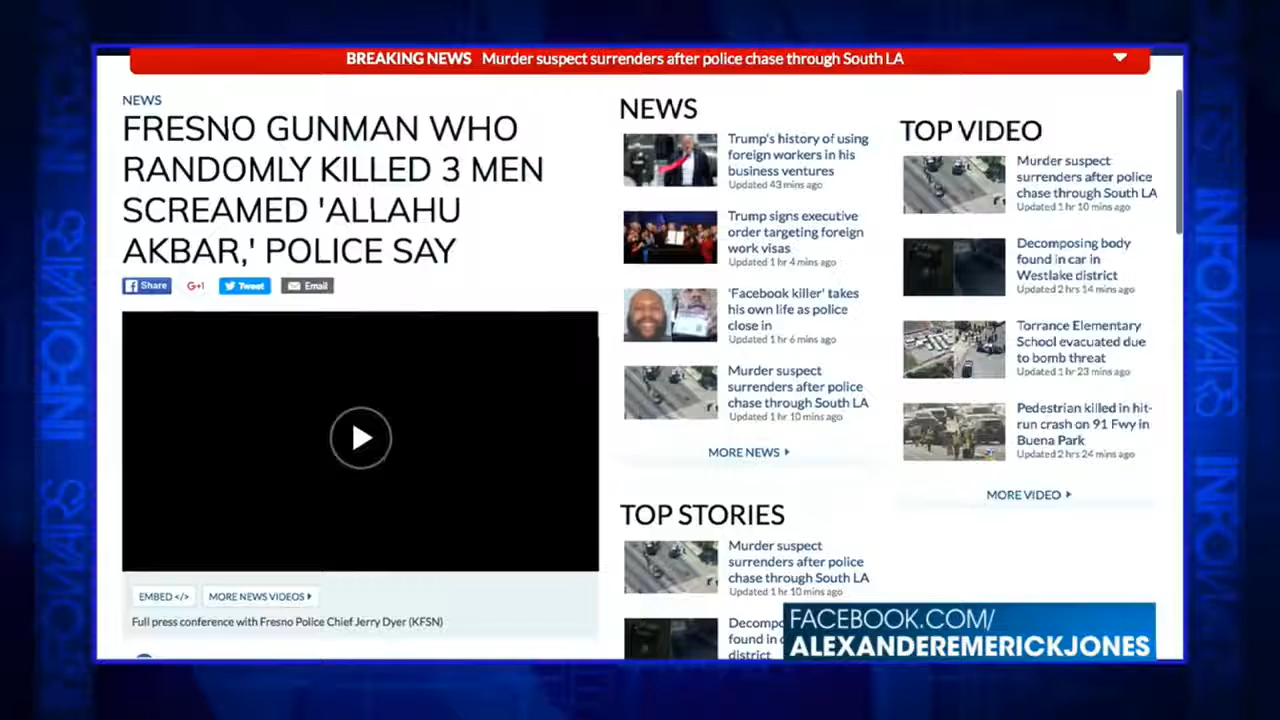 BREAKING NEWS Murder suspect surrenders after police chase through South LA
NEWS
FRESNO GUNMAN WHO
RANDOMLY KILLED 3 MEN
SCREAMED 'ALLAHU
AKBAR,' POLICE SAY
Share
G+1
Tweet
Email
EMBED </>
MORE NEWS VIDEOS
Full press conference with Fresno Police Chief Jerry Dyer (KFSN)
NEWS
Trump's history of using
foreign workers in his
business ventures
Updated 43 mins ago
Trump signs executive
order targeting foreign
work visas
Updated 1 hr 4 mins ago
'Facebook killer' takes
his own life as police
close in
Updated 1 hr 6 mins ago
Murder suspect
surrenders after police
chase through South LA
Updated 1 hr 10 mins ago
MORE NEWS
TOP STORIES
Murder suspect
surrenders after police
chase through South LA
Updated 1 hr 10 mins ago
Decompo
found in c
district
TOP VIDEO
Murder suspect
surrenders after police
chase through South LA
Updated 1 hr 10 mins ago
Decomposing body
found in car in
Westlake district
Updated 2 hrs 14 mins ago
Torrance Elementary
School evacuated due
to bomb threat
Updated 1 hr 23 mins ago
Pedestrian killed in hit-
run crash on 91 Fwy in
Buena Park
Updated 2 hrs 24 mins ago
MORE VIDEO
FACEBOOK.COM/
ALEXANDEREMERICKJONES
INFOWARS
INFOWARS
INFOWARS
INFOWARS